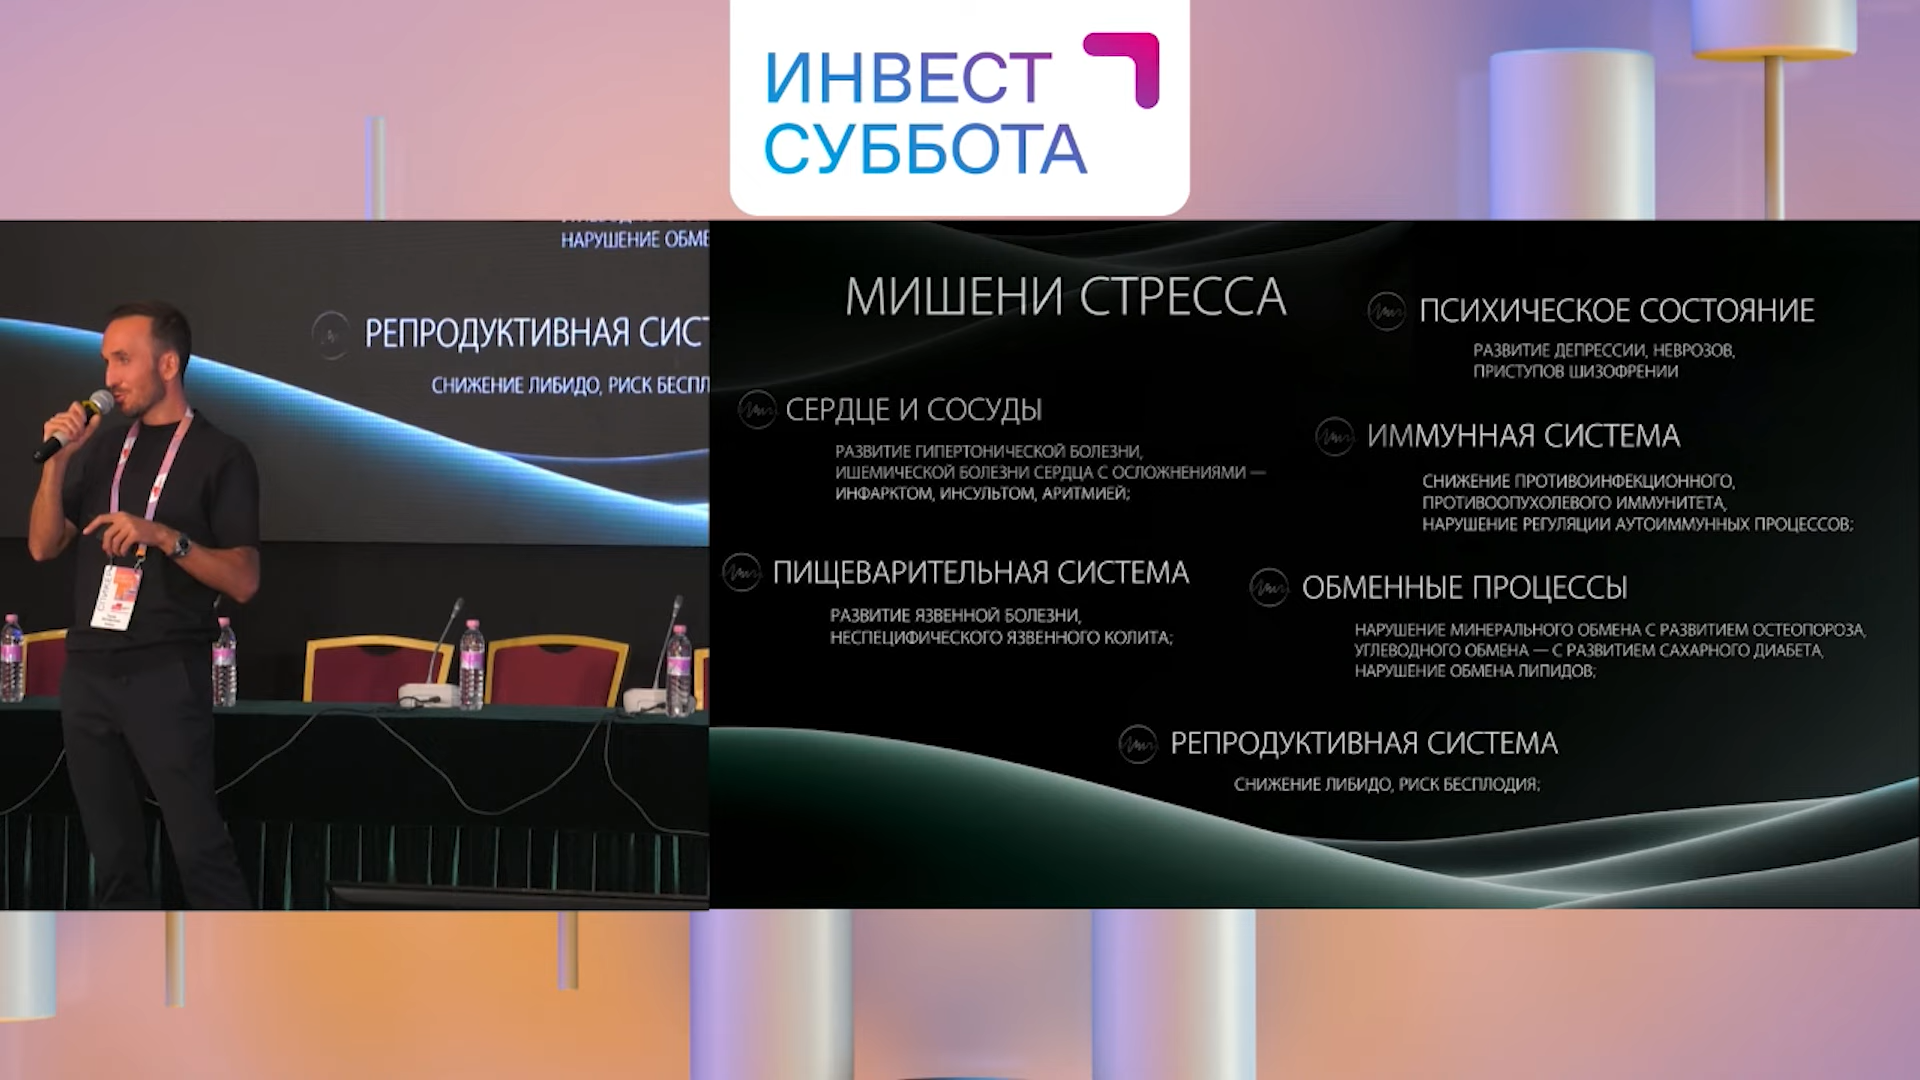 ИНВЕСТ
СУББОТА
НАРУШЕНИЕ ОБМЕ
РЕПРОДУКТИВНАЯ СИСТ
СНИЖЕНИЕ ЛИБИДО, РИСК БЕСПЛ
СПИКЕР
МИШЕНИ СТРЕССА
СЕРДЦЕ И СОСУДЫ
РАЗВИТИЕ ГИПЕРТОНИЧЕСКОЙ БОЛЕЗНИ,
ИШЕМИЧЕСКОЙ БОЛЕЗНИ СЕРДЦА С ОСЛОЖНЕНИЯМИ —
ИНФАРКТОМ, ИНСУЛЬТОМ, АРИТМИЕЙ;
ПИЩЕВАРИТЕЛЬНАЯ СИСТЕМА
РАЗВИТИЕ ЯЗВЕННОЙ БОЛЕЗНИ,
НЕСПЕЦИФИЧЕСКОГО ЯЗВЕННОГО КОЛИТА;
ПСИХИЧЕСКОЕ СОСТОЯНИЕ
РАЗВИТИЕ ДЕПРЕССИИ, НЕВРОЗОВ,
ПРИСТУПОВ ШИЗОФРЕНИИ
ИММУННАЯ СИСТЕМА
СНИЖЕНИЕ ПРОТИВОИНФЕКЦИОННОГО,
ПРОТИВООПУХОЛЕВОГО ИММУНИТЕТА,
НАРУШЕНИЕ РЕГУЛЯЦИИ АУТОИММУННЫХ ПРОЦЕССОВ;
ОБМЕННЫЕ ПРОЦЕССЫ
НАРУШЕНИЕ МИНЕРАЛЬНОГО ОБМЕНА С РАЗВИТИЕМ ОСТЕОПОРОЗА,
УГЛЕВОДНОГО ОБМЕНА — С РАЗВИТИЕМ САХАРНОГО ДИАБЕТА,
НАРУШЕНИЕ ОБМЕНА ЛИПИДОВ;
РЕПРОДУКТИВНАЯ СИСТЕМА
СНИЖЕНИЕ ЛИБИДО, РИСК БЕСПЛОДИЯ;